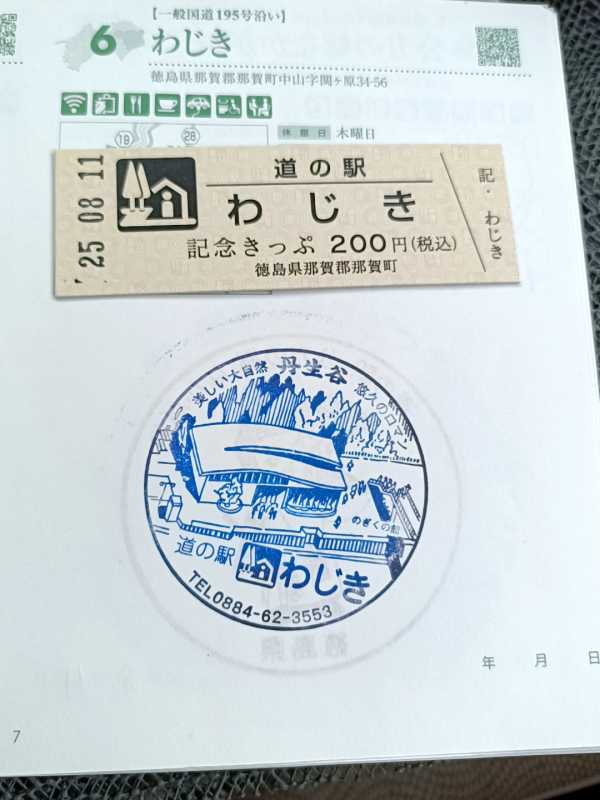 【一般国道195号沿い】
6 わじき
徳島県那賀郡那賀町中山字関ヶ原34-56
19
28
休館日 木曜日
25.08.11
道の駅
わじき
記念きっぷ 200円(税込)
徳島県那賀郡那賀町
記・わじき
美しい大自然 丹生谷 悠久のロマン
のぎくの館
道の駅 わじき
TEL0884-62-3553
年 月 日
7